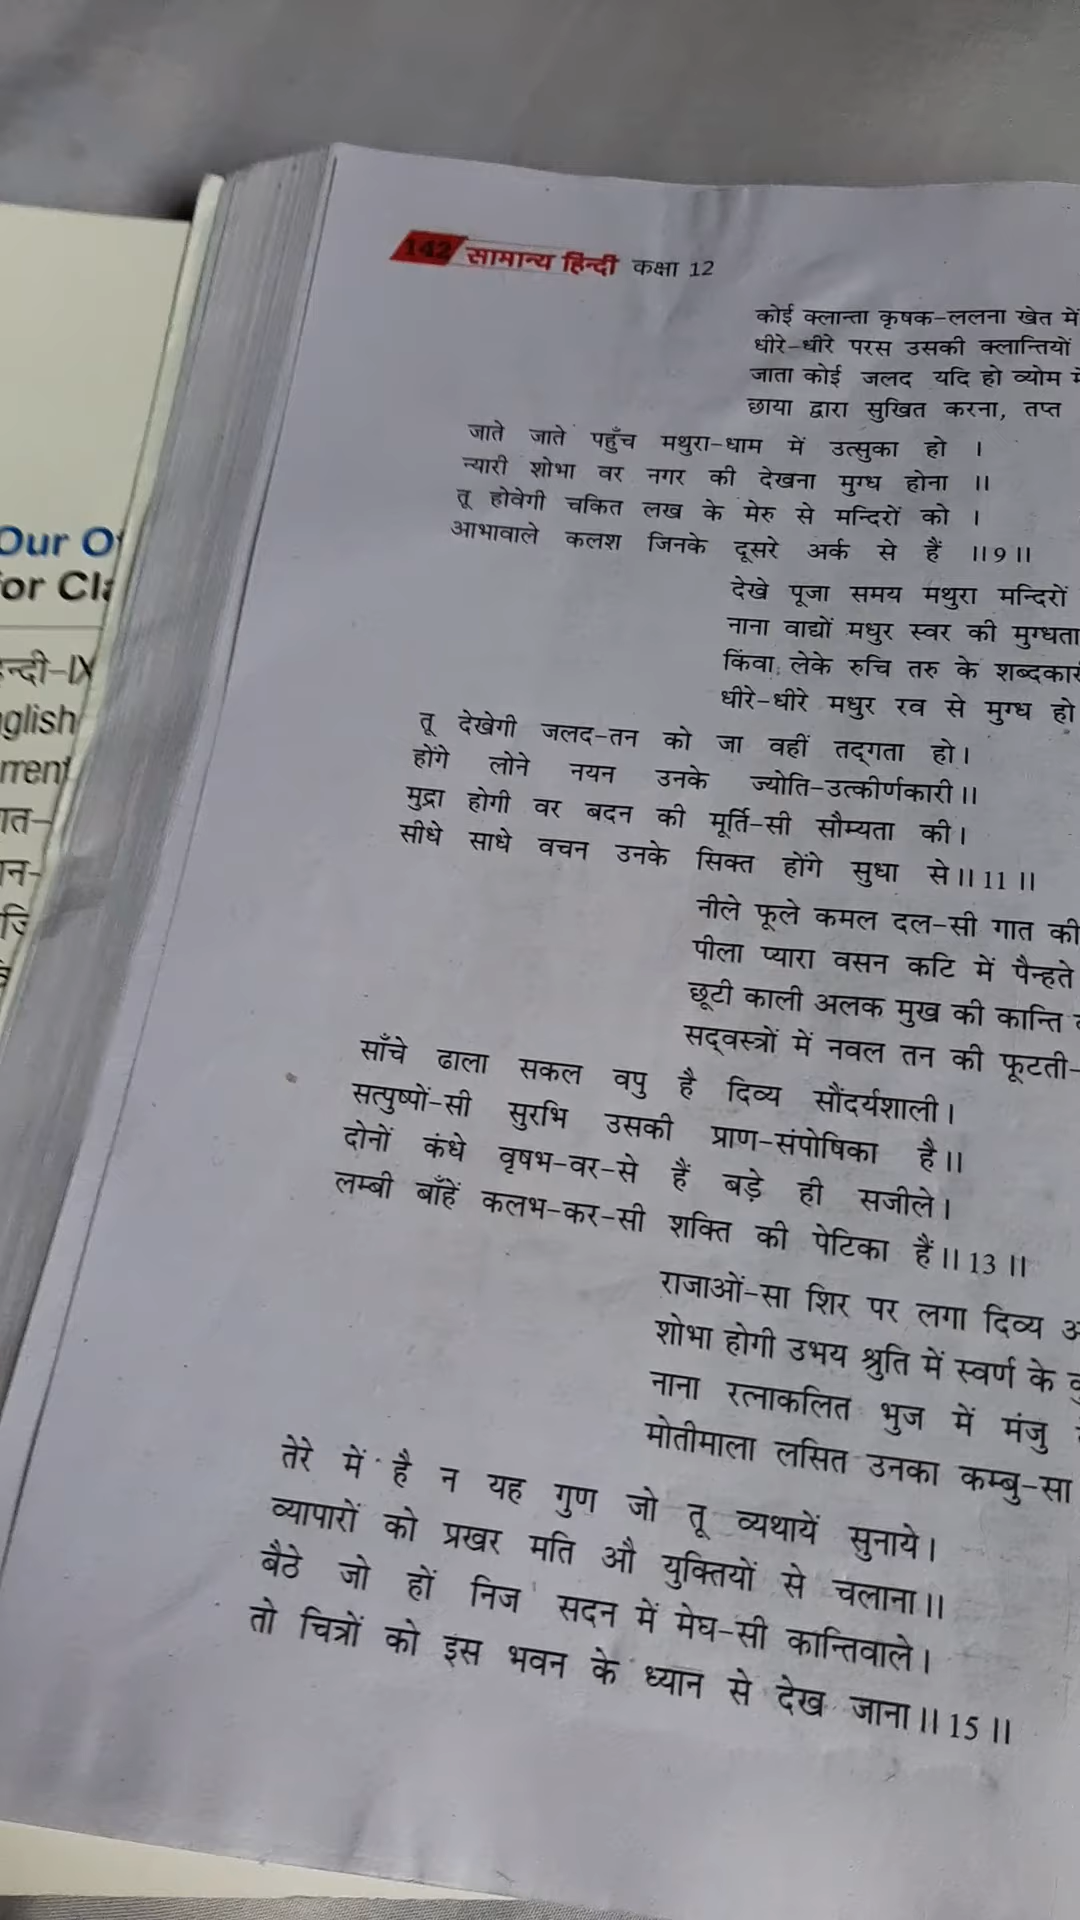 142 सामान्य हिन्दी कक्षा 12
कोई क्लान्ता कृषक-ललना खेत में
धीरे-धीरे परस उसकी क्लान्तियों
जाता कोई जलद यदि हो व्योम में
छाया द्वारा सुखित करना, तप्त
जाते जाते पहुँच मथुरा-धाम में उत्सुका हो ।
न्यारी शोभा वर नगर की देखना मुग्ध होना ॥
तू होवेगी चकित लख के मेरु से मन्दिरों को ।
आभावाले कलश जिनके दूसरे अर्क से हैं ॥9॥
देखे पूजा समय मथुरा मन्दिरों
नाना वाद्यों मधुर स्वर की मुग्धता
किंवा लेके रुचि तरु के शब्दकारी
धीरे-धीरे मधुर रव से मुग्ध हो
तू देखेगी जलद-तन को जा वहीं तद्गता हो।
होंगे लोने नयन उनके ज्योति-उत्कीर्णकारी॥
मुद्रा होगी वर बदन की मूर्ति-सी सौम्यता की।
सीधे साधे वचन उनके सिक्त होंगे सुधा से॥11॥
नीले फूले कमल दल-सी गात की
पीला प्यारा वसन कटि में पैन्हते
छूटी काली अलक मुख की कान्ति
सद्वस्त्रों में नवल तन की फूटती-
साँचे ढाला सकल वपु है दिव्य सौंदर्यशाली।
सत्पुष्पों-सी सुरभि उसकी प्राण-संपोषिका है॥
दोनों कंधे वृषभ-वर-से हैं बड़े ही सजीले।
लम्बी बाँहें कलभ-कर-सी शक्ति की पेटिका हैं॥13॥
राजाओं-सा शिर पर लगा दिव्य
शोभा होगी उभय श्रुति में स्वर्ण के
नाना रत्नाकलित भुज में मंजु
मोतीमाला लसित उनका कम्बु-सा
तेरे में है न यह गुण जो तू व्यथायें सुनाये।
व्यापारों को प्रखर मति औ युक्तियों से चलाना॥
बैठे जो हों निज सदन में मेघ-सी कान्तिवाले।
तो चित्रों को इस भवन के ध्यान से देख जाना॥15॥
Our
for